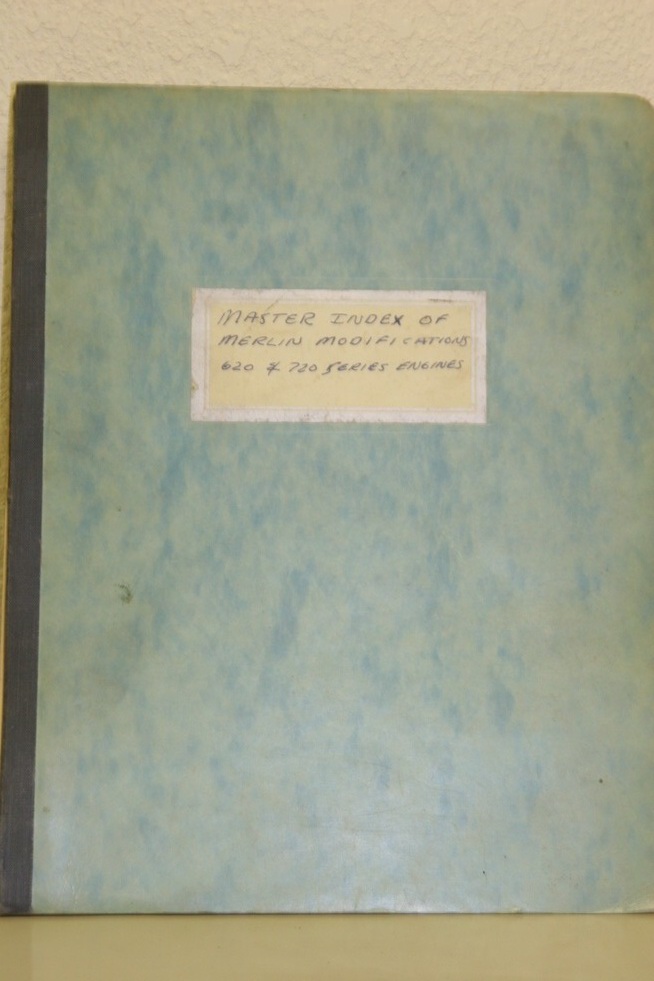 MASTER INDEX OF
MERLIN MODIFICATIONS
620 & 720 SERIES ENGINES